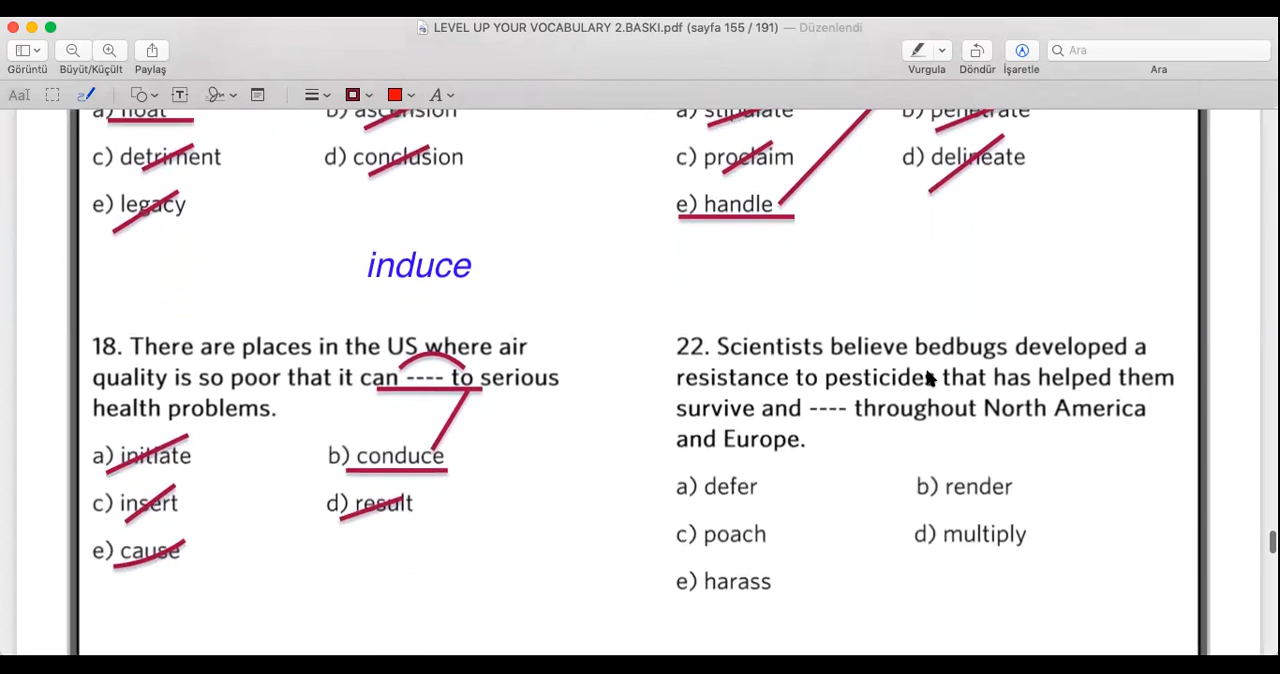 LEVEL UP YOUR VOCABULARY 2.BASKI.pdf (sayfa 155 / 191) — Düzenlendi
Görüntü
Büyüt/Küçült
Paylaş
Vurgula
Döndür
İşaretle
Ara
Ara
a) float
b) ascension
c) detriment
d) conclusion
e) legacy
induce
18. There are places in the US where air
quality is so poor that it can ---- to serious
health problems.
a) initiate
b) conduce
c) insert
d) result
e) cause
a) stipulate
b) penetrate
c) proclaim
d) delineate
e) handle
22. Scientists believe bedbugs developed a
resistance to pesticides that has helped them
survive and ---- throughout North America
and Europe.
a) defer
b) render
c) poach
d) multiply
e) harass